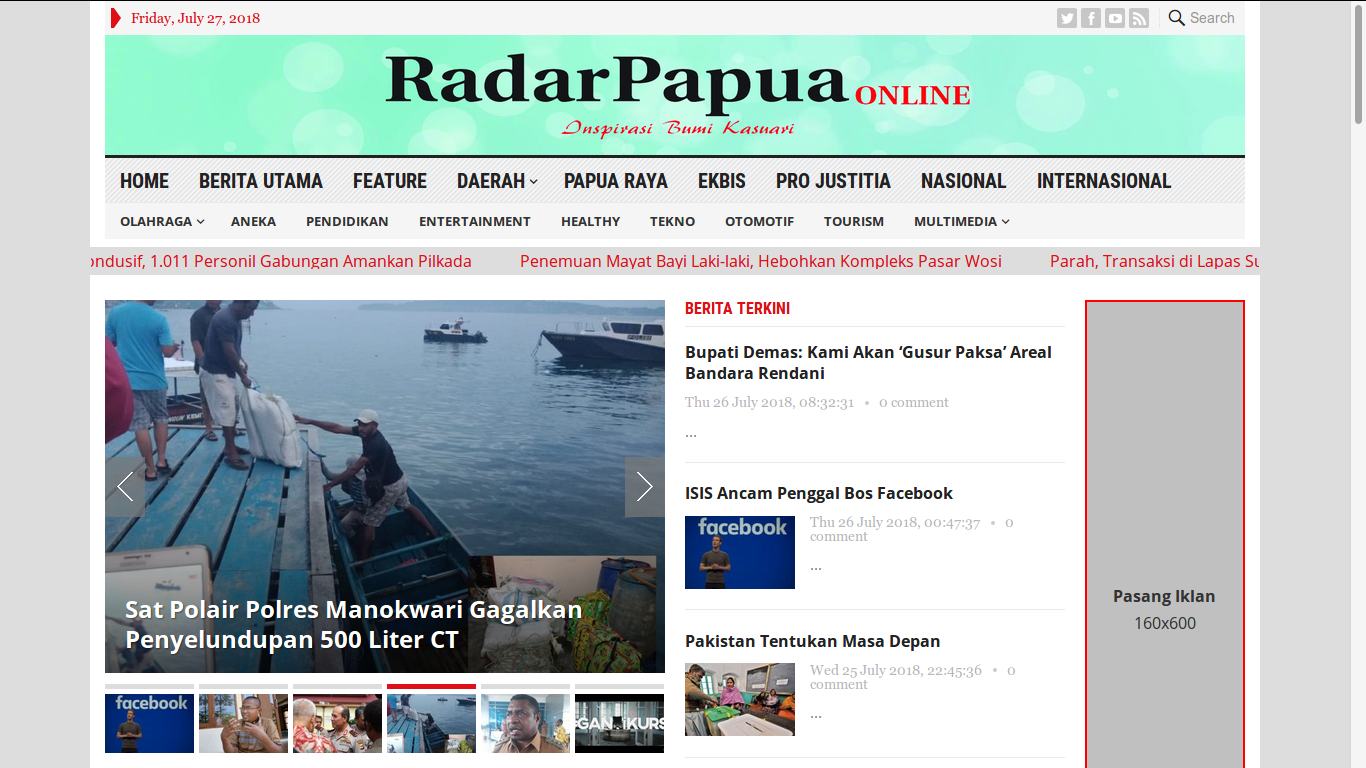 Friday, July 27, 2018
Search
RadarPapua ONLINE
Inspirasi Bumi Kasuari
HOME BERITA UTAMA FEATURE DAERAH PAPUA RAYA EKBIS PRO JUSTITIA NASIONAL INTERNASIONAL
OLAHRAGA ANEKA PENDIDIKAN ENTERTAINMENT HEALTHY TEKNO OTOMOTIF TOURISM MULTIMEDIA
ondusif, 1.011 Personil Gabungan Amankan Pilkada Penemuan Mayat Bayi Laki-laki, Hebohkan Kompleks Pasar Wosi Parah, Transaksi di Lapas Su
Sat Polair Polres Manokwari Gagalkan
Penyelundupan 500 Liter CT
facebook
BERITA TERKINI
Bupati Demas: Kami Akan ‘Gusur Paksa’ Areal
Bandara Rendani
Thu 26 July 2018, 08:32:31 • 0 comment
...
ISIS Ancam Penggal Bos Facebook
facebook
Thu 26 July 2018, 00:47:37 • 0
comment
...
Pakistan Tentukan Masa Depan
Wed 25 July 2018, 22:45:36 • 0
comment
...
Pasang Iklan
160x600